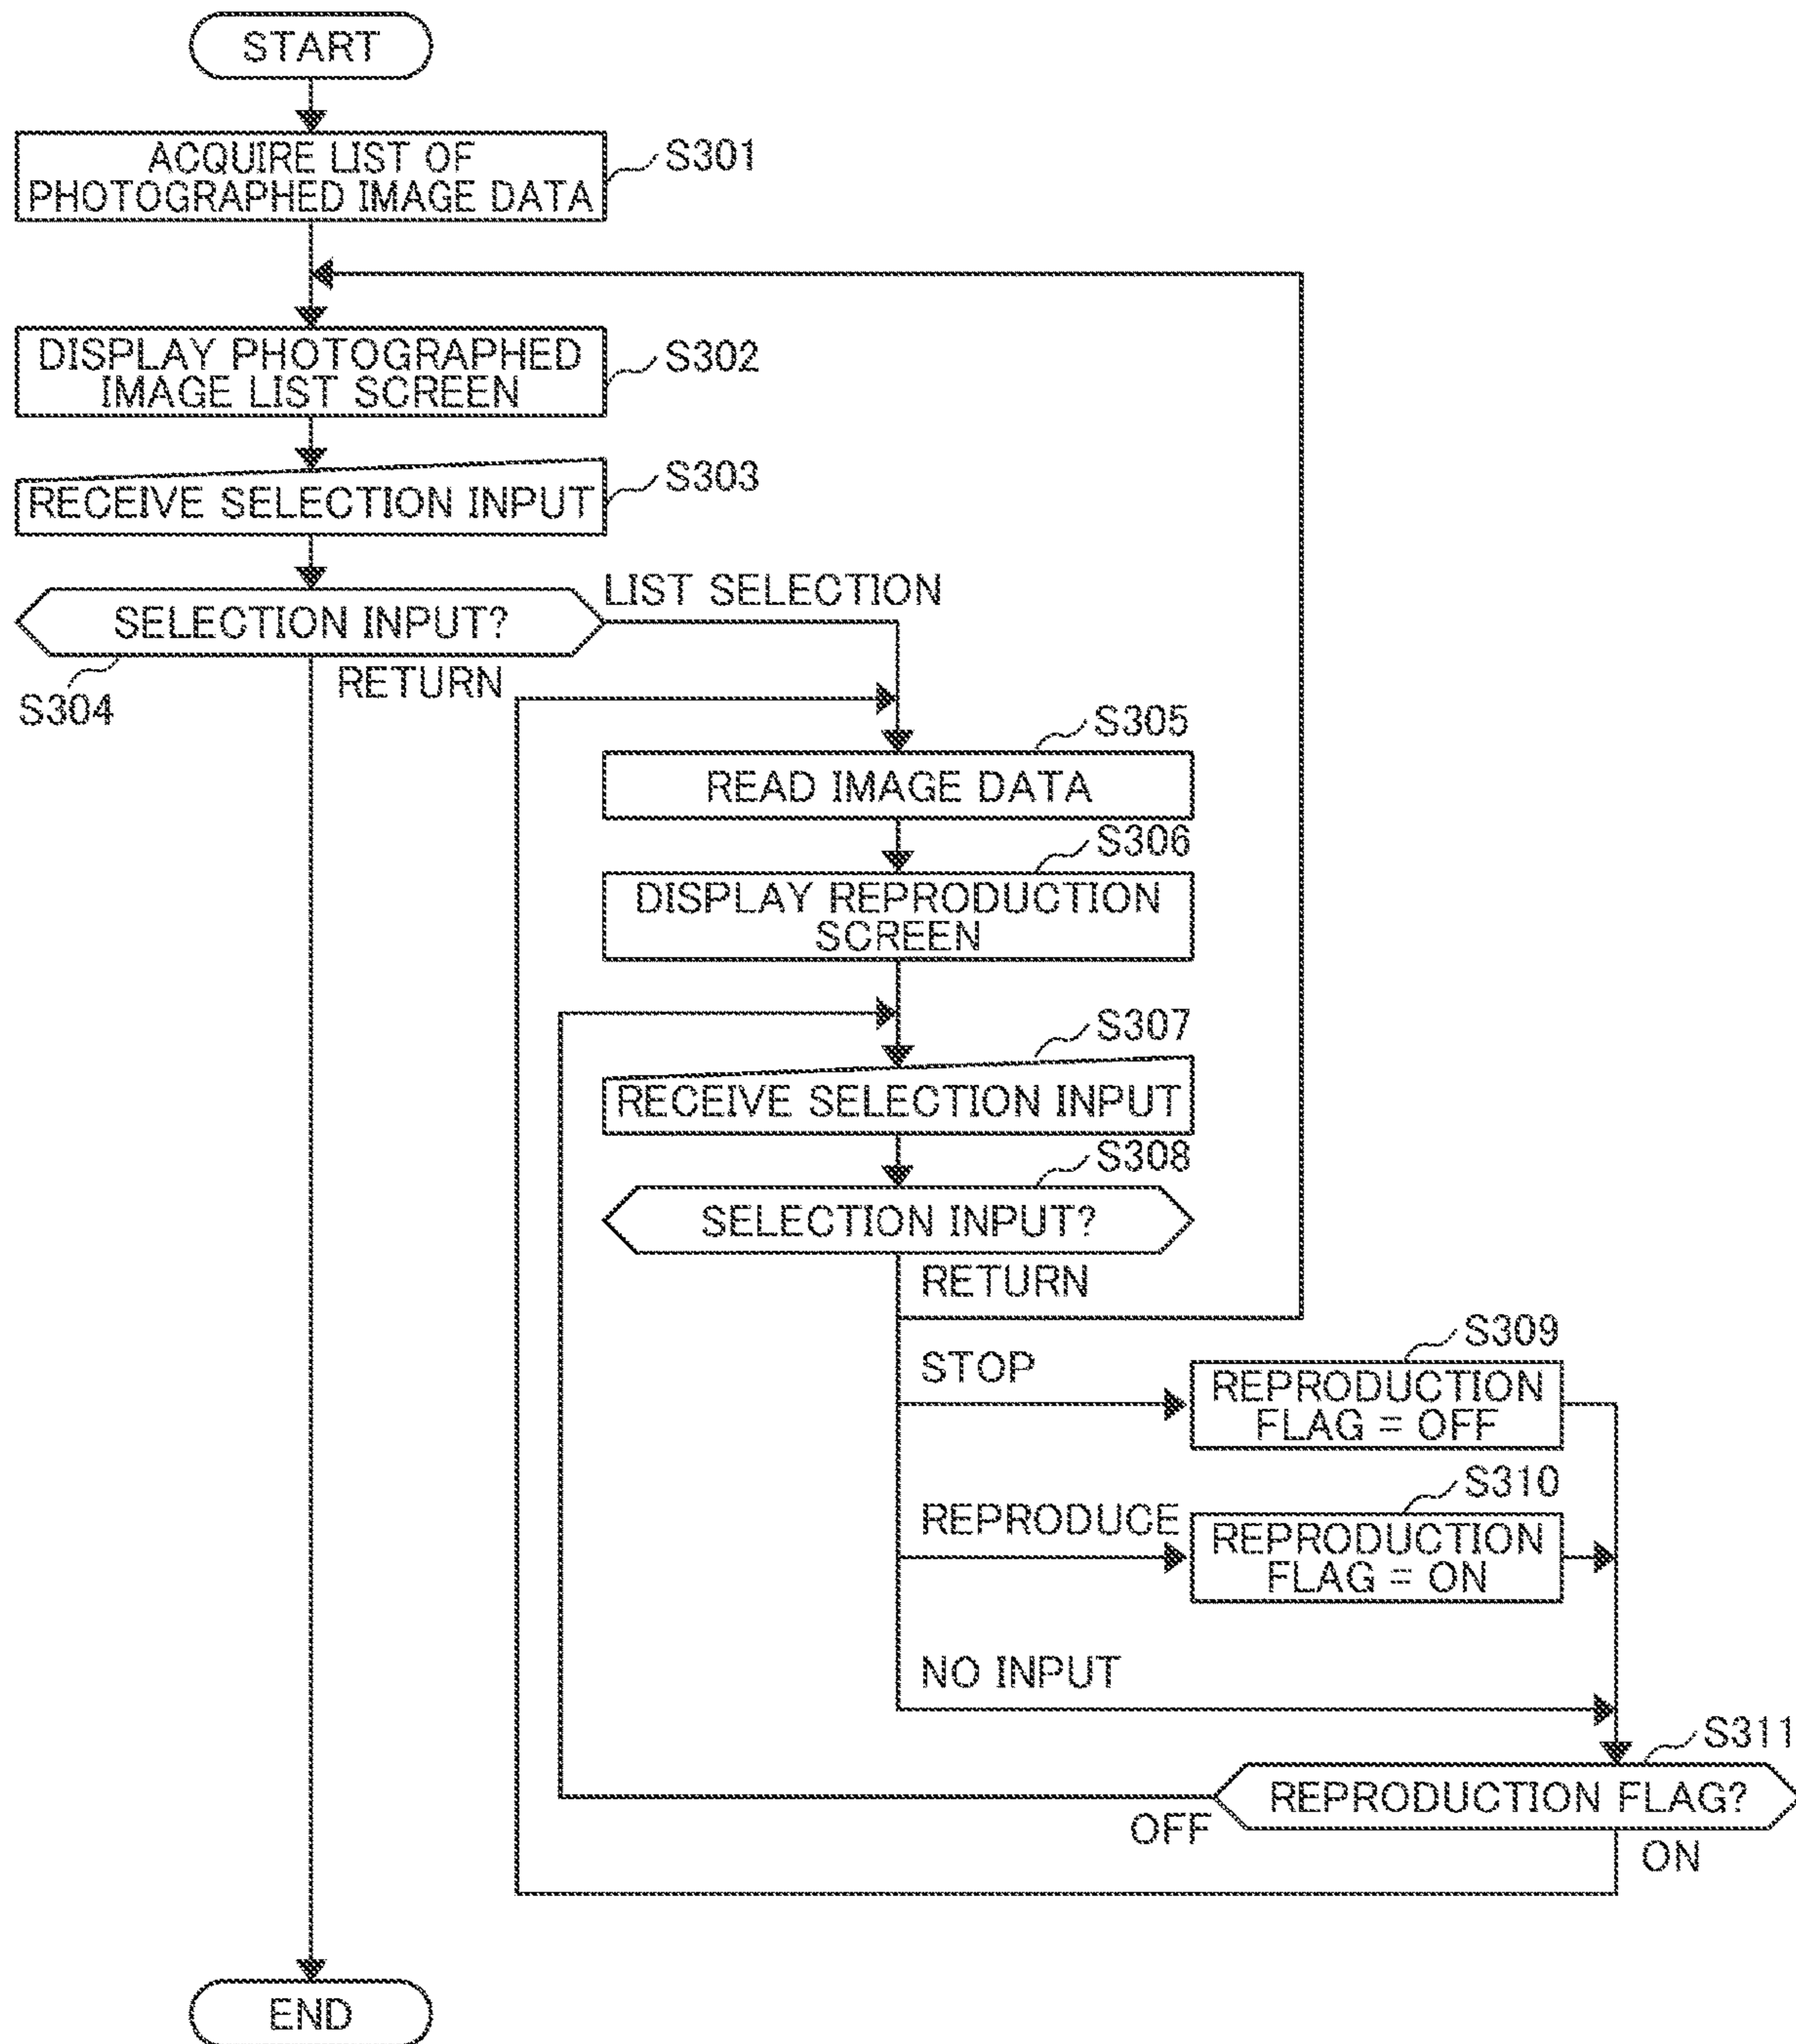 START
ACQUIRE LIST OF
PHOTOGRAPHED IMAGE DATA
S301
DISPLAY PHOTOGRAPHED
IMAGE LIST SCREEN
S302
RECEIVE SELECTION INPUT
S303
SELECTION INPUT?
LIST SELECTION
RETURN
S304
S305
READ IMAGE DATA
S306
DISPLAY REPRODUCTION
SCREEN
S307
RECEIVE SELECTION INPUT
S308
SELECTION INPUT?
RETURN
STOP
S309
REPRODUCTION
FLAG = OFF
REPRODUCE
S310
REPRODUCTION
FLAG = ON
NO INPUT
S311
REPRODUCTION FLAG?
OFF
ON
END